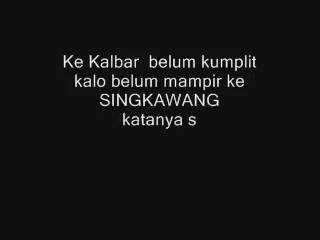 Ke Kalbar  belum kumplit
kalo belum mampir ke
SINGKAWANG
katanya s